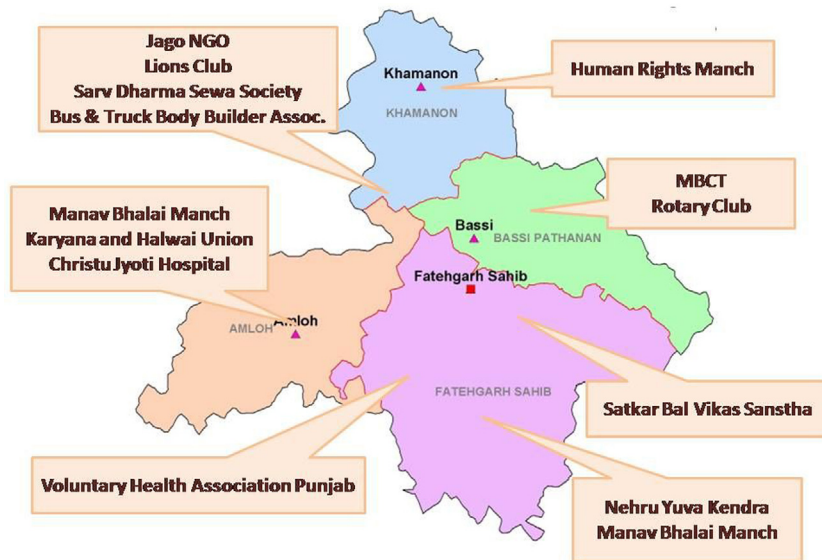 Jago NGO
Lions Club
Sarv Dharma Sewa Society
Bus & Truck Body Builder Assoc.
Khamanon
KHAMANON
Human Rights Manch
MBCT
Rotary Club
Manav Bhalai Manch
Karyana and Halwai Union
Christu Jyoti Hospital
Bassi
BASSI PATHANAN
Fatehgarh Sahib
Amloh
AMLOH
FATEHGARH SAHIB
Satkar Bal Vikas Sanstha
Voluntary Health Association Punjab
Nehru Yuva Kendra
Manav Bhalai Manch